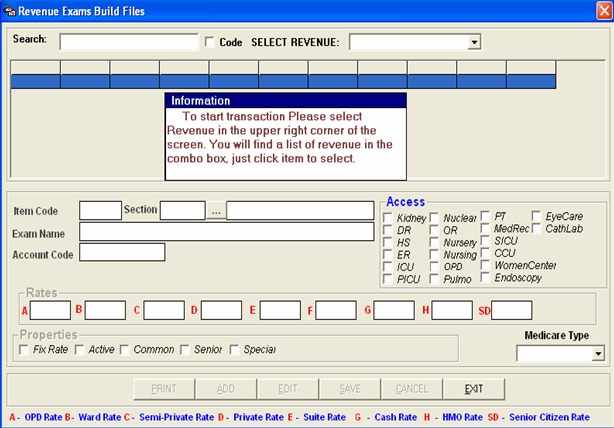 Revenue Exams Build Files
Search: Code SELECT REVENUE:
Information
To start transaction Please select
Revenue in the upper right corner of the
screen. You will find a list of revenue in the
combo box, just click item to select.
Item Code Section ...
Exam Name
Account Code
Access
Kidney Nuclear PT EyeCare
DR OR MedRec CathLab
HS Nursery SICU
ER Nursing CCU
ICU OPD WomenCenter
PICU Pulmo Endoscopy
Rates
A B C D E F G H SD
Properties
Fix Rate Active Common Senior Special
Medicare Type
PRINT ADD EDIT SAVE CANCEL EXIT
A - OPD Rate B - Ward Rate C - Semi-Private Rate D - Private Rate E - Suite Rate G - Cash Rate H - HMO Rate SD - Senior Citizen Rate